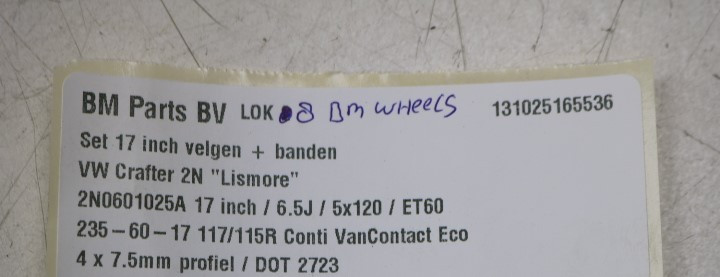 BM Parts BV LOK 8 BM WHEELS 131025165536
Set 17 inch velgen + banden
VW Crafter 2N "Lismore"
2N0601025A 17 inch / 6.5J / 5x120 / ET60
235-60-17 117/115R Conti VanContact Eco
4 x 7.5mm profiel / DOT 2723